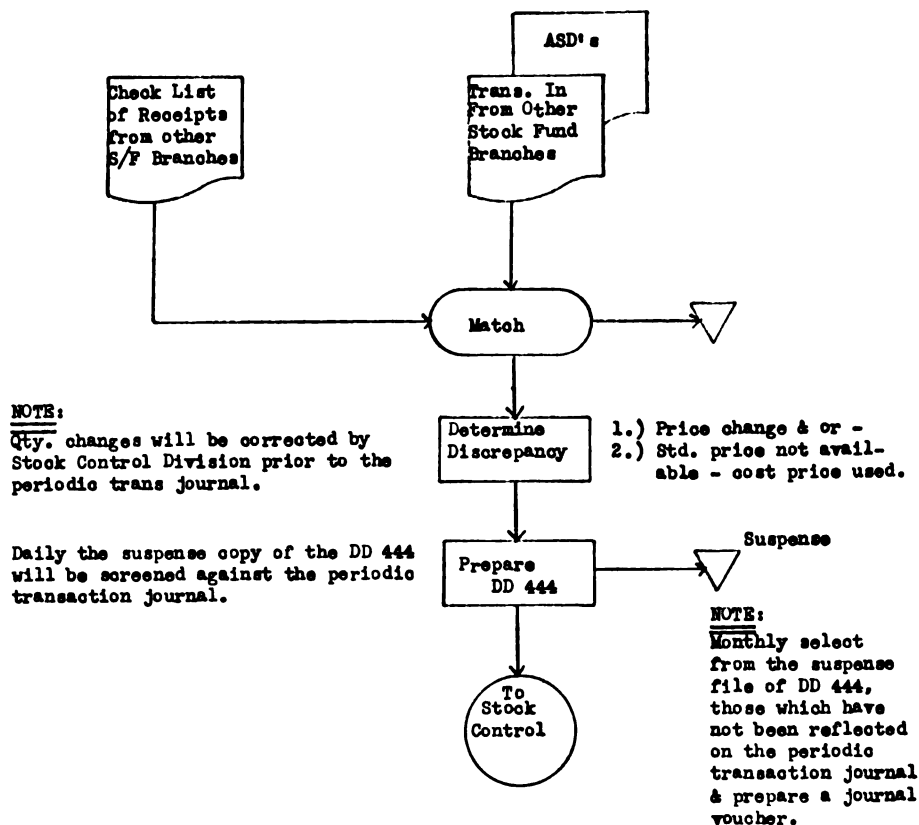 ASD's
Check List
of Receipts
from other
S/F Branches
Trans. In
From Other
Stock Fund
Branches
Match
NOTE:
Qty. changes will be corrected by
Stock Control Division prior to the
periodic trans journal.
Determine
Discrepancy
1.) Price change & or -
2.) Std. price not avail-
able - cost price used.
Daily the suspense copy of the DD 444
will be screened against the periodic
transaction journal.
Prepare
DD 444
Suspense
NOTE:
Monthly select
from the suspense
file of DD 444,
those which have
not been reflected
on the periodic
transaction journal
& prepare a journal
voucher.
To
Stock
Control